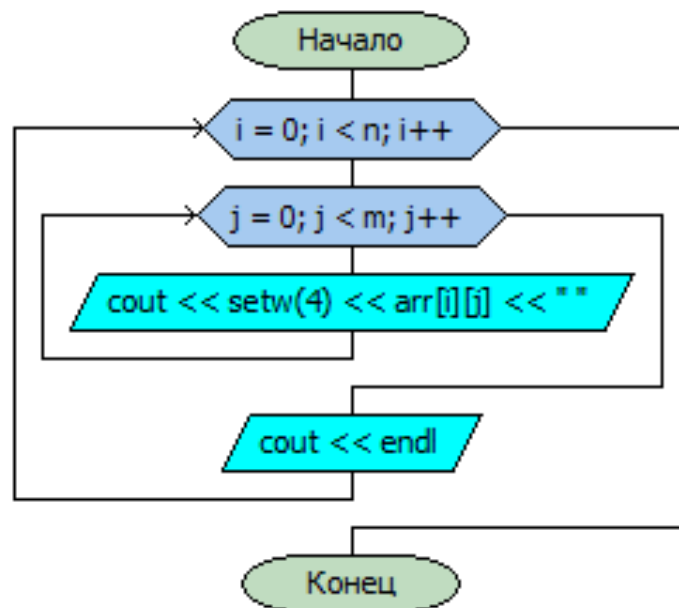 Начало
i = 0; i < n; i++
j = 0; j < m; j++
cout << setw(4) << arr[i][j] << " "
cout << endl
Конец